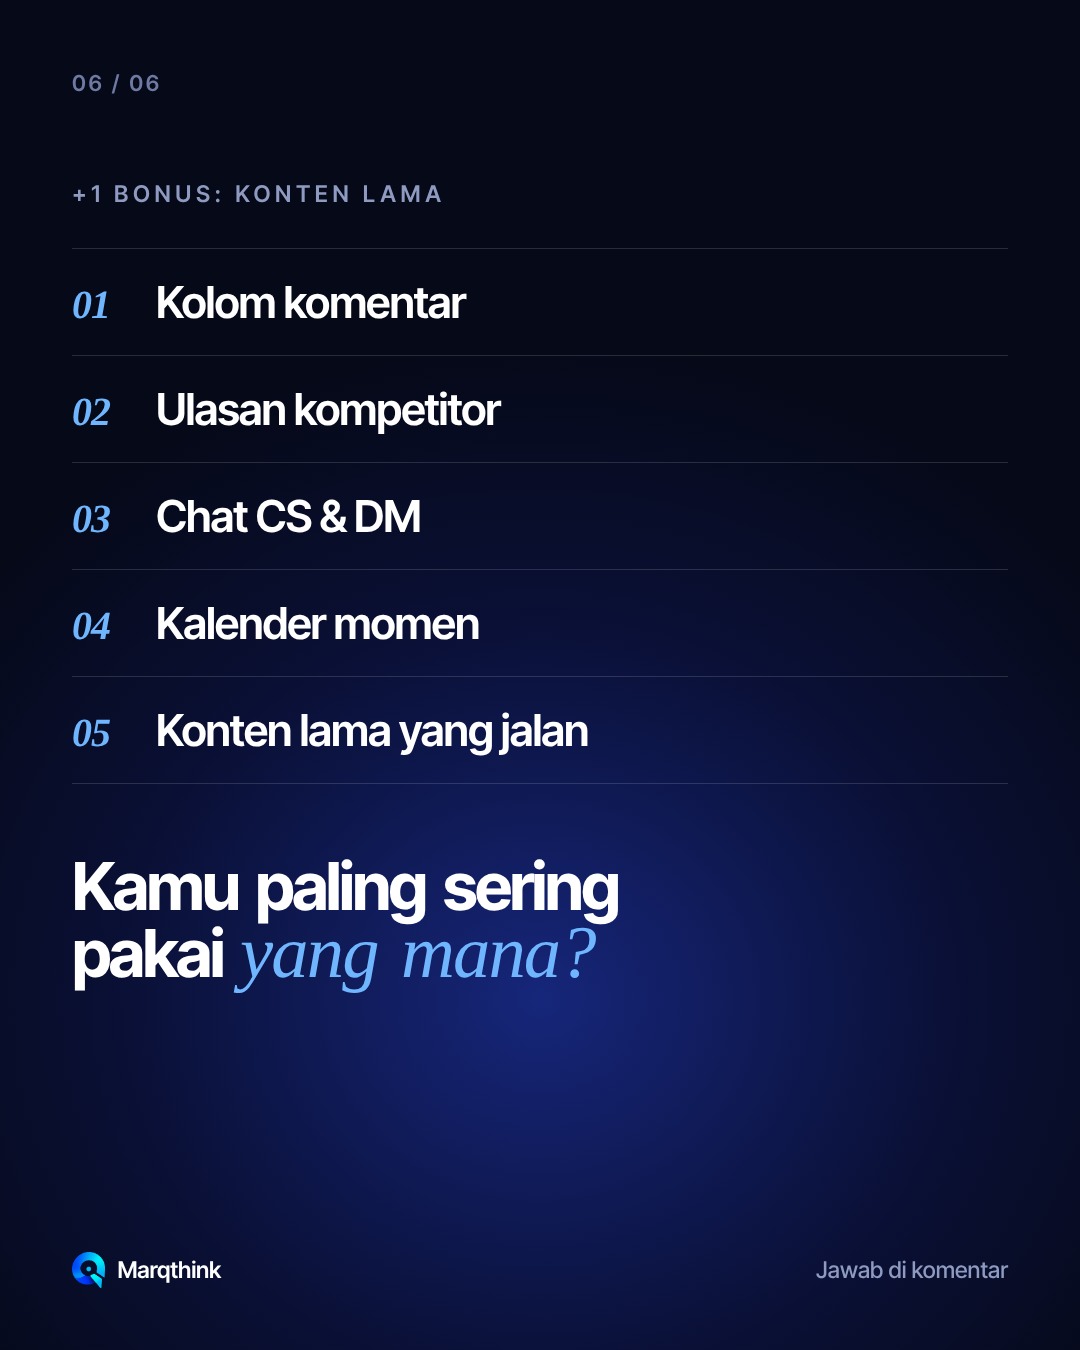 06 / 06
+1 BONUS: KONTEN LAMA
01 Kolom komentar
02 Ulasan kompetitor
03 Chat CS & DM
04 Kalender momen
05 Konten lama yang jalan
Kamu paling sering
pakai yang mana?
Marqthink
Jawab di komentar